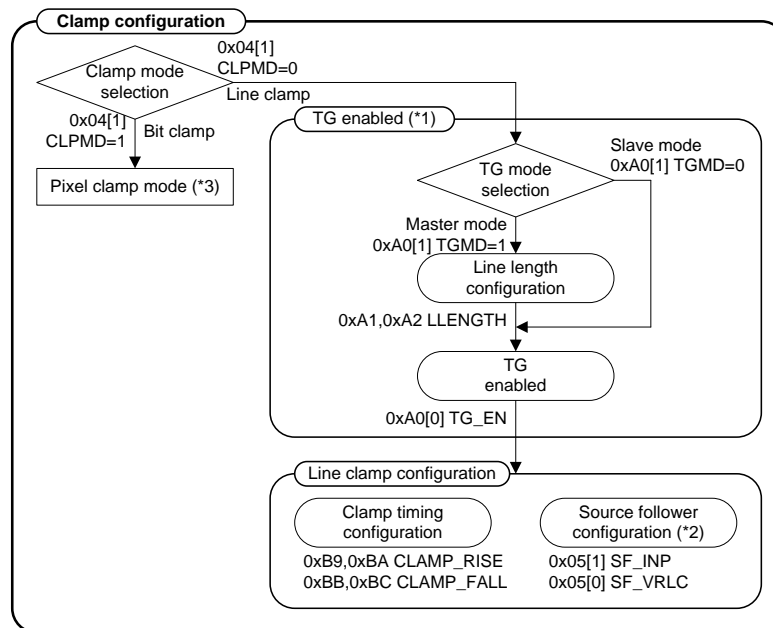 Clamp configuration
0x04[1]
CLPMD=0
Clamp mode
selection
Line clamp
0x04[1]
CLPMD=1
Bit clamp
Pixel clamp mode (*3)
TG enabled (*1)
Slave mode
0xA0[1] TGMD=0
TG mode
selection
Master mode
0xA0[1] TGMD=1
Line length
configuration
0xA1,0xA2 LLENGTH
TG
enabled
0xA0[0] TG_EN
Line clamp configuration
Clamp timing
configuration
0xB9,0xBA CLAMP_RISE
0xBB,0xBC CLAMP_FALL
Source follower
configuration (*2)
0x05[1] SF_INP
0x05[0] SF_VRLC